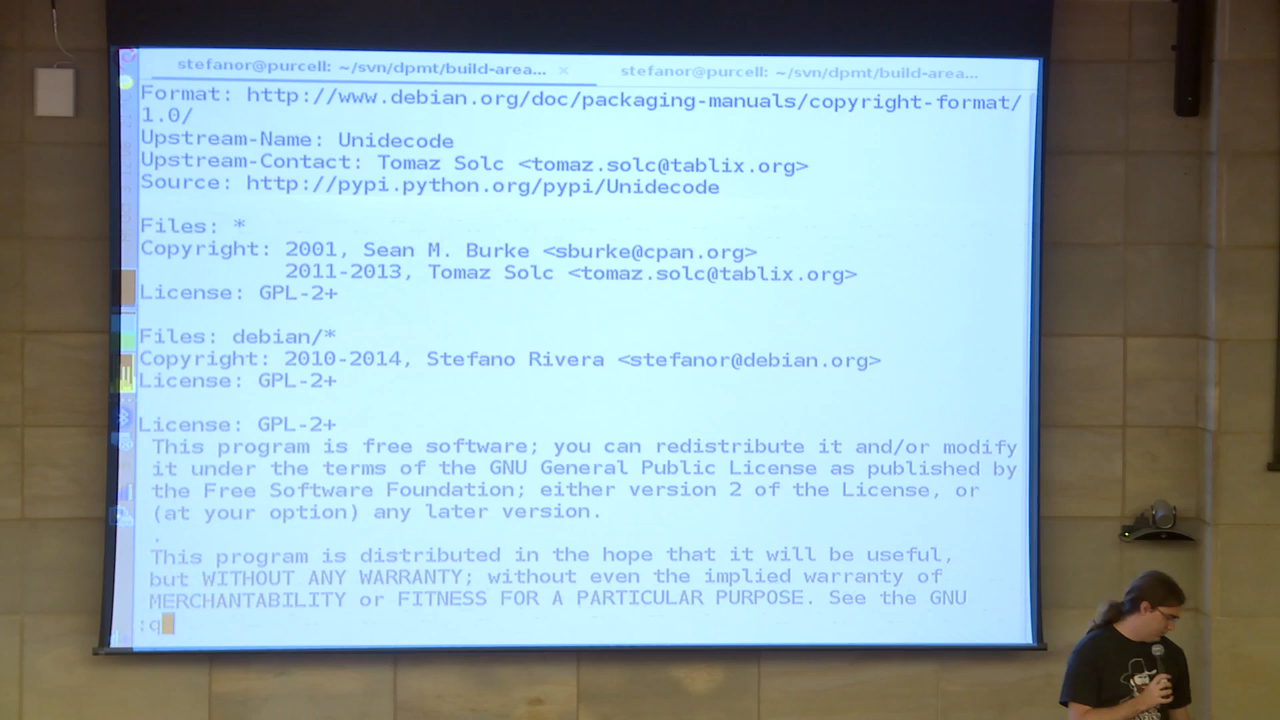 stefanor@purcell: ~/svn/dpmt/build-area... ×
stefanor@purcell: ~/svn/dpmt/build-area...
Format: http://www.debian.org/doc/packaging-manuals/copyright-format/
1.0/
Upstream-Name: Unidecode
Upstream-Contact: Tomaz Solc <tomaz.solc@tablix.org>
Source: http://pypi.python.org/pypi/Unidecode
Files: *
Copyright: 2001, Sean M. Burke <sburke@cpan.org>
2011-2013, Tomaz Solc <tomaz.solc@tablix.org>
License: GPL-2+
Files: debian/*
Copyright: 2010-2014, Stefano Rivera <stefanor@debian.org>
License: GPL-2+
License: GPL-2+
This program is free software; you can redistribute it and/or modify
it under the terms of the GNU General Public License as published by
the Free Software Foundation; either version 2 of the License, or
(at your option) any later version.
.
This program is distributed in the hope that it will be useful,
but WITHOUT ANY WARRANTY; without even the implied warranty of
MERCHANTABILITY or FITNESS FOR A PARTICULAR PURPOSE. See the GNU
:q